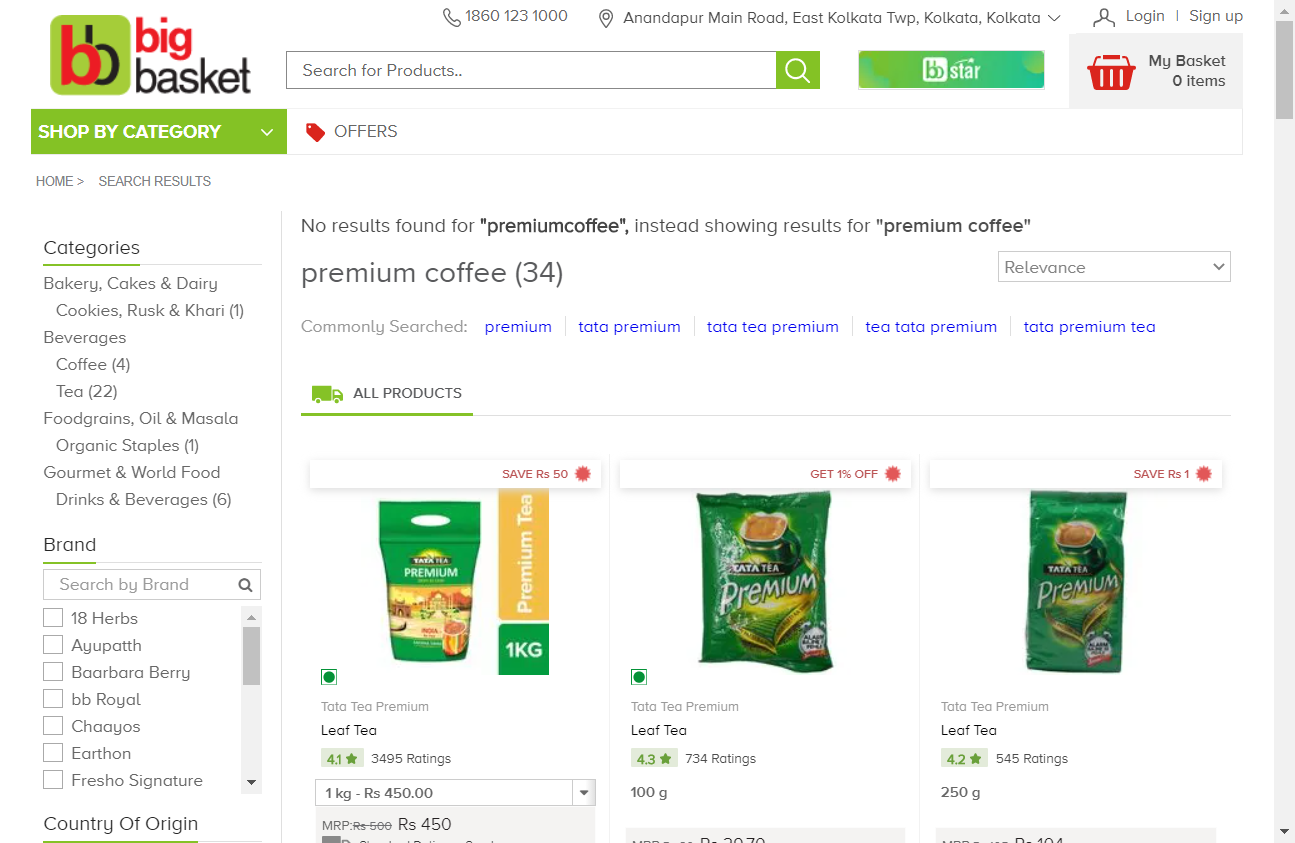 1860 123 1000
Anandapur Main Road, East Kolkata Twp, Kolkata, Kolkata
Login | Sign up
bb big basket
Search for Products..
bb star
My Basket
0 items
SHOP BY CATEGORY
OFFERS
HOME > SEARCH RESULTS
No results found for "premiumcoffee", instead showing results for "premium coffee"
premium coffee (34)
Relevance
Commonly Searched: premium tata premium tata tea premium tea tata premium tata premium tea
ALL PRODUCTS
Categories
Bakery, Cakes & Dairy
Cookies, Rusk & Khari (1)
Beverages
Coffee (4)
Tea (22)
Foodgrains, Oil & Masala
Organic Staples (1)
Gourmet & World Food
Drinks & Beverages (6)
Brand
Search by Brand
18 Herbs
Ayupatth
Baarbara Berry
bb Royal
Chaayos
Earthon
Fresho Signature
Country Of Origin
SAVE Rs 50
TATA TEA
PREMIUM
INDIA
Premium Tea
1KG
Tata Tea Premium
Leaf Tea
4.1 3495 Ratings
1 kg - Rs 450.00
MRP:Rs 500 Rs 450
GET 1% OFF
TATA TEA
Premium
Tata Tea Premium
Leaf Tea
4.3 734 Ratings
100 g
SAVE Rs 1
TATA TEA
Premium
Tata Tea Premium
Leaf Tea
4.2 545 Ratings
250 g